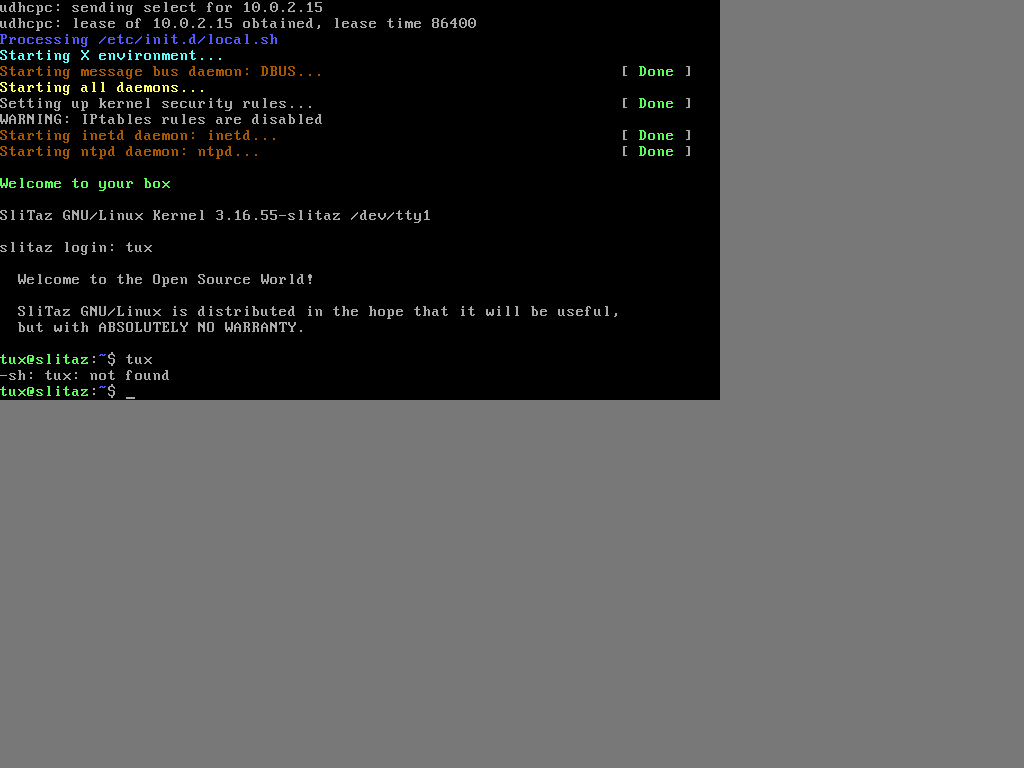 udhcpc: sending select for 10.0.2.15
udhcpc: lease of 10.0.2.15 obtained, lease time 86400
Processing /etc/init.d/local.sh
Starting X environment...
Starting message bus daemon: DBUS... [ Done ]
Starting all daemons...
Setting up kernel security rules... [ Done ]
WARNING: IPtables rules are disabled
Starting inetd daemon: inetd... [ Done ]
Starting ntpd daemon: ntpd... [ Done ]
Welcome to your box
SliTaz GNU/Linux Kernel 3.16.55-slitaz /dev/tty1
slitaz login: tux
Welcome to the Open Source World!
SliTaz GNU/Linux is distributed in the hope that it will be useful,
but with ABSOLUTELY NO WARRANTY.
tux@slitaz:~$ tux
-sh: tux: not found
tux@slitaz:~$ _